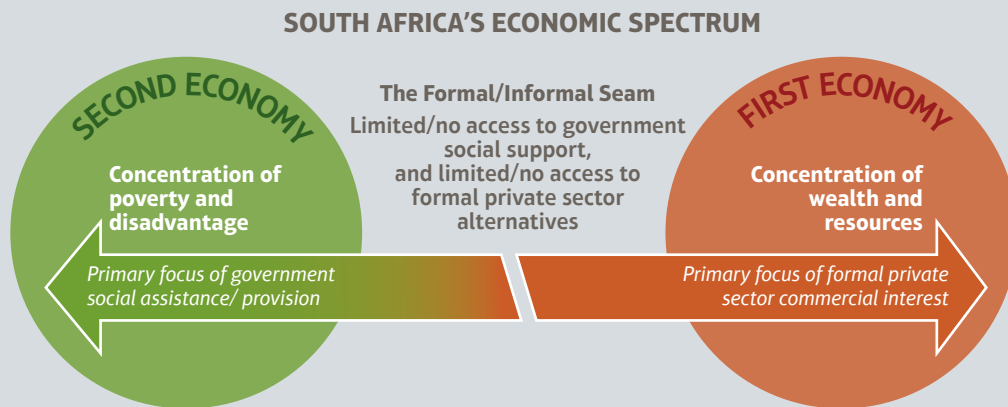 SOUTH AFRICA'S ECONOMIC SPECTRUM
SECOND ECONOMY
Concentration of
poverty and
disadvantage
Primary focus of government
social assistance/ provision
The Formal/Informal Seam
Limited/no access to government
social support,
and limited/no access to
formal private sector
alternatives
FIRST ECONOMY
Concentration of
wealth and
resources
Primary focus of formal private
sector commercial interest